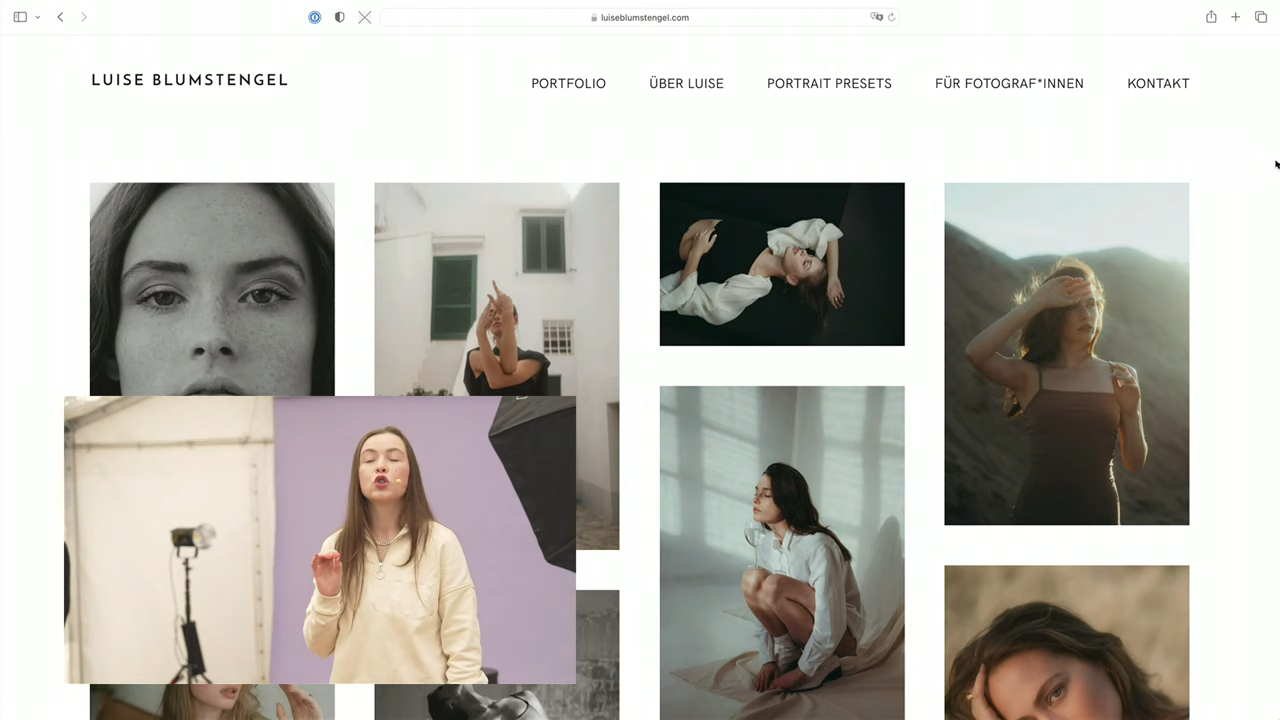 luiseblumstengel.com
LUISE BLUMSTENGEL
PORTFOLIO
ÜBER LUISE
PORTRAIT PRESETS
FÜR FOTOGRAF*INNEN
KONTAKT